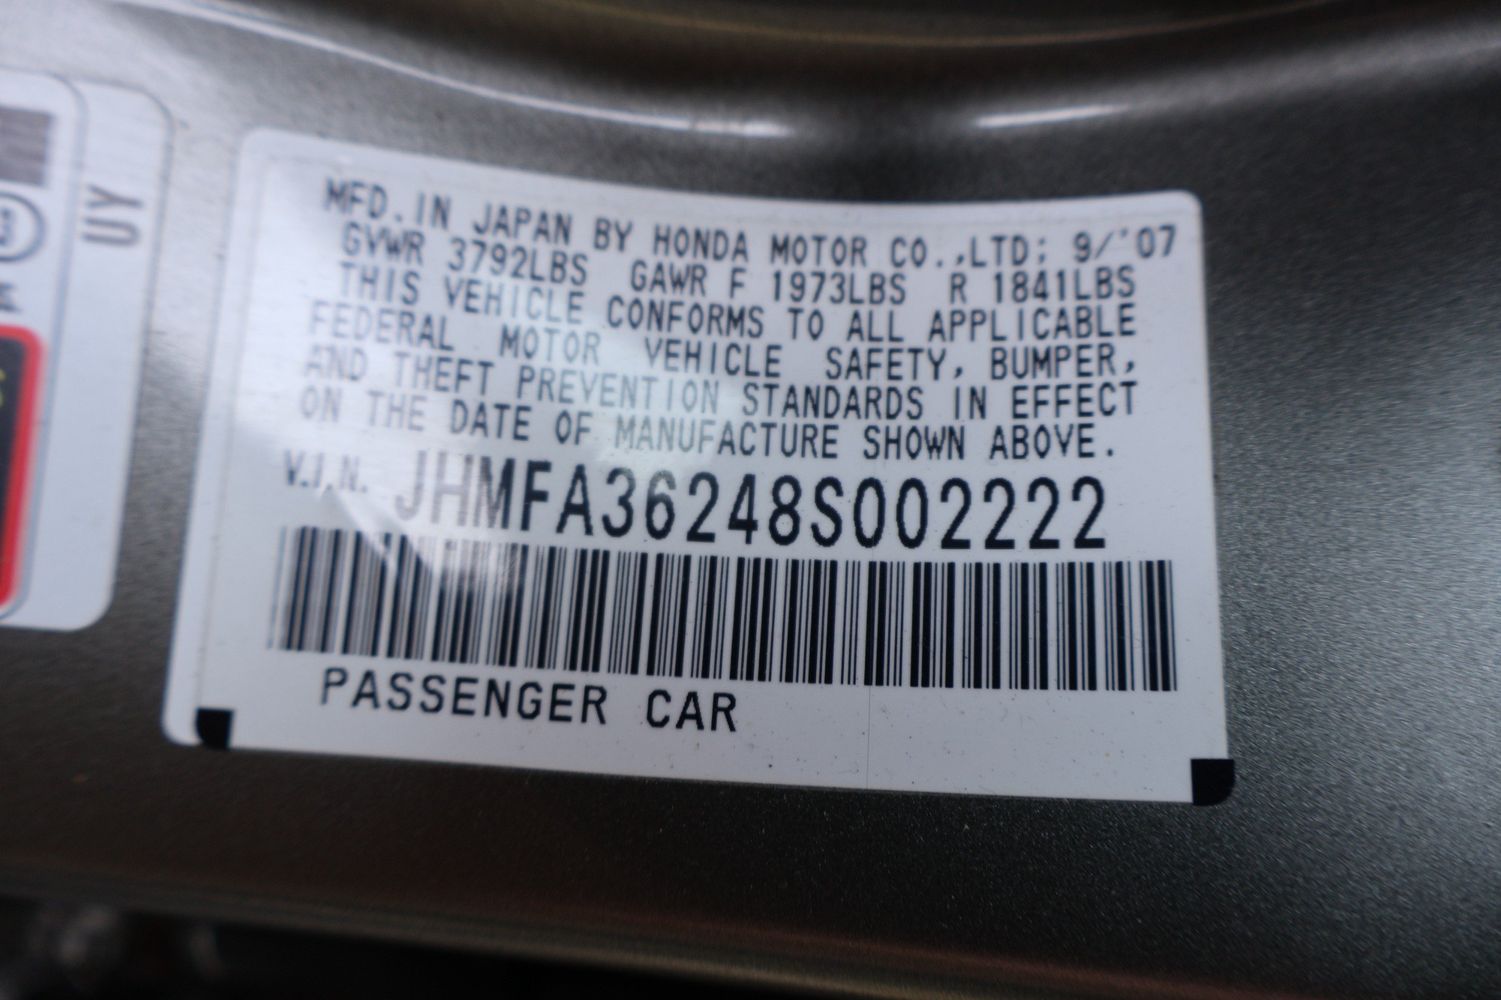 MFD. IN JAPAN BY HONDA MOTOR CO.,LTD; 9/'07
GVWR 3792LBS GAWR F 1973LBS R 1841LBS
THIS VEHICLE CONFORMS TO ALL APPLICABLE
FEDERAL MOTOR VEHICLE SAFETY, BUMPER,
AND THEFT PREVENTION STANDARDS IN EFFECT
ON THE DATE OF MANUFACTURE SHOWN ABOVE.
V.I.N. JHMFA36248S002222
PASSENGER CAR
UY